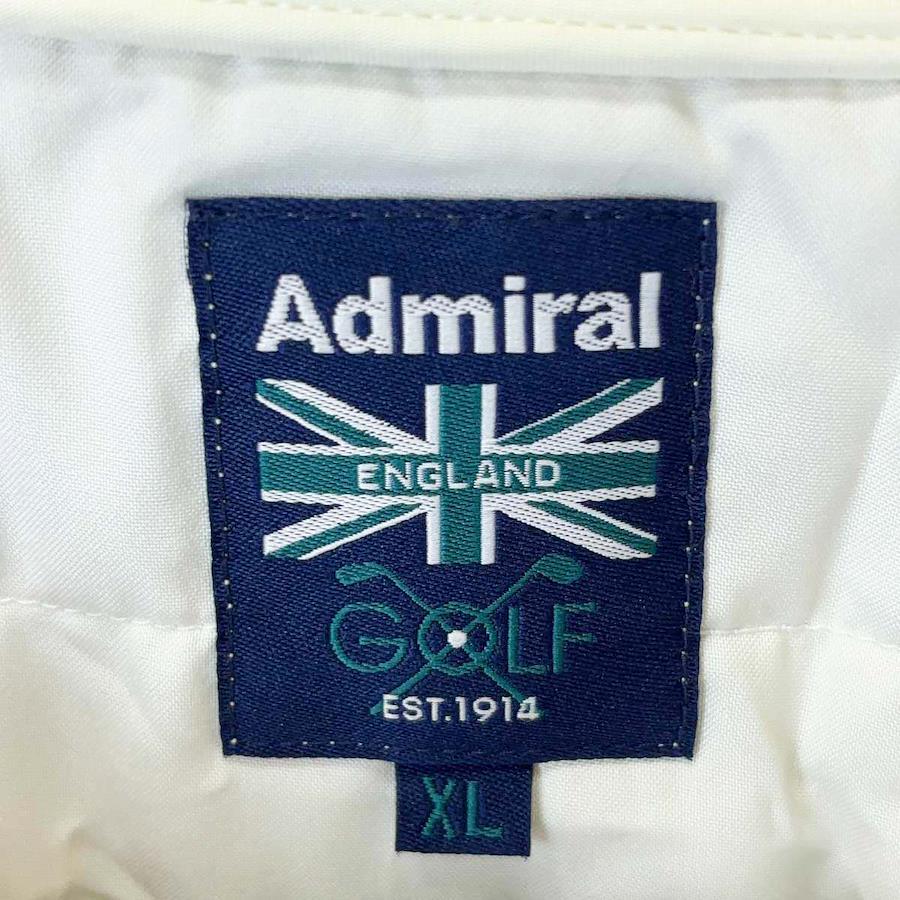 Admiral
ENGLAND
GOLF
EST.1914
XL